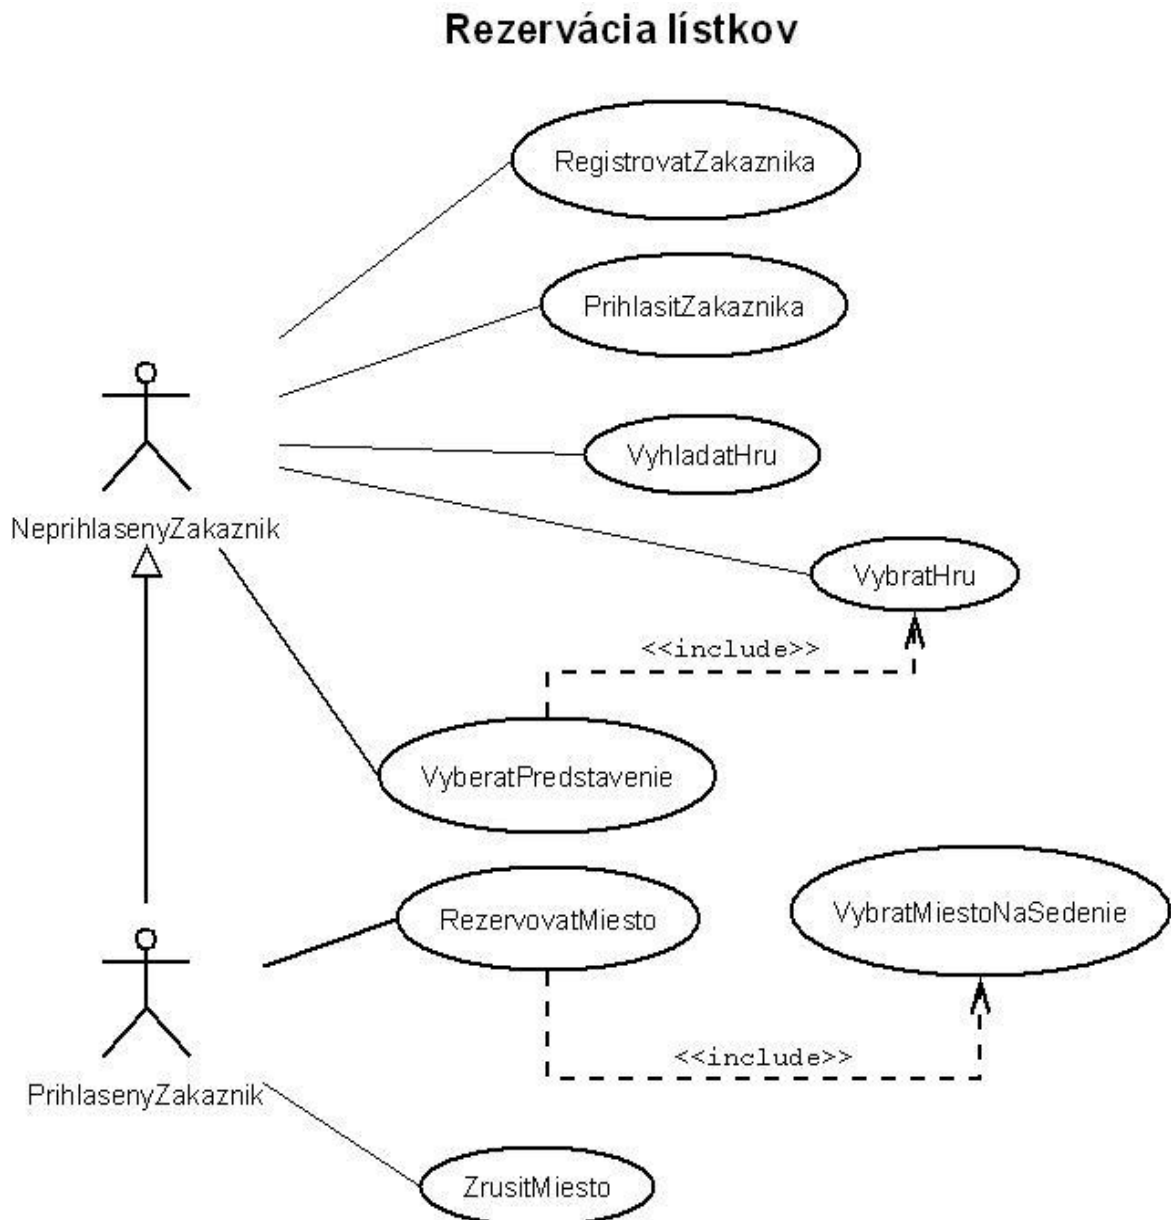 Rezervácia lístkov
RegistrovatZakaznika
PrihlasitZakaznika
VyhladatHru
NeprihlasenyZakaznik
VybratHru
<<include>>
VyberatPredstavenie
RezervovatMiesto
VybratMiestoNaSedenie
<<include>>
PrihlasenyZakaznik
ZrusitMiesto